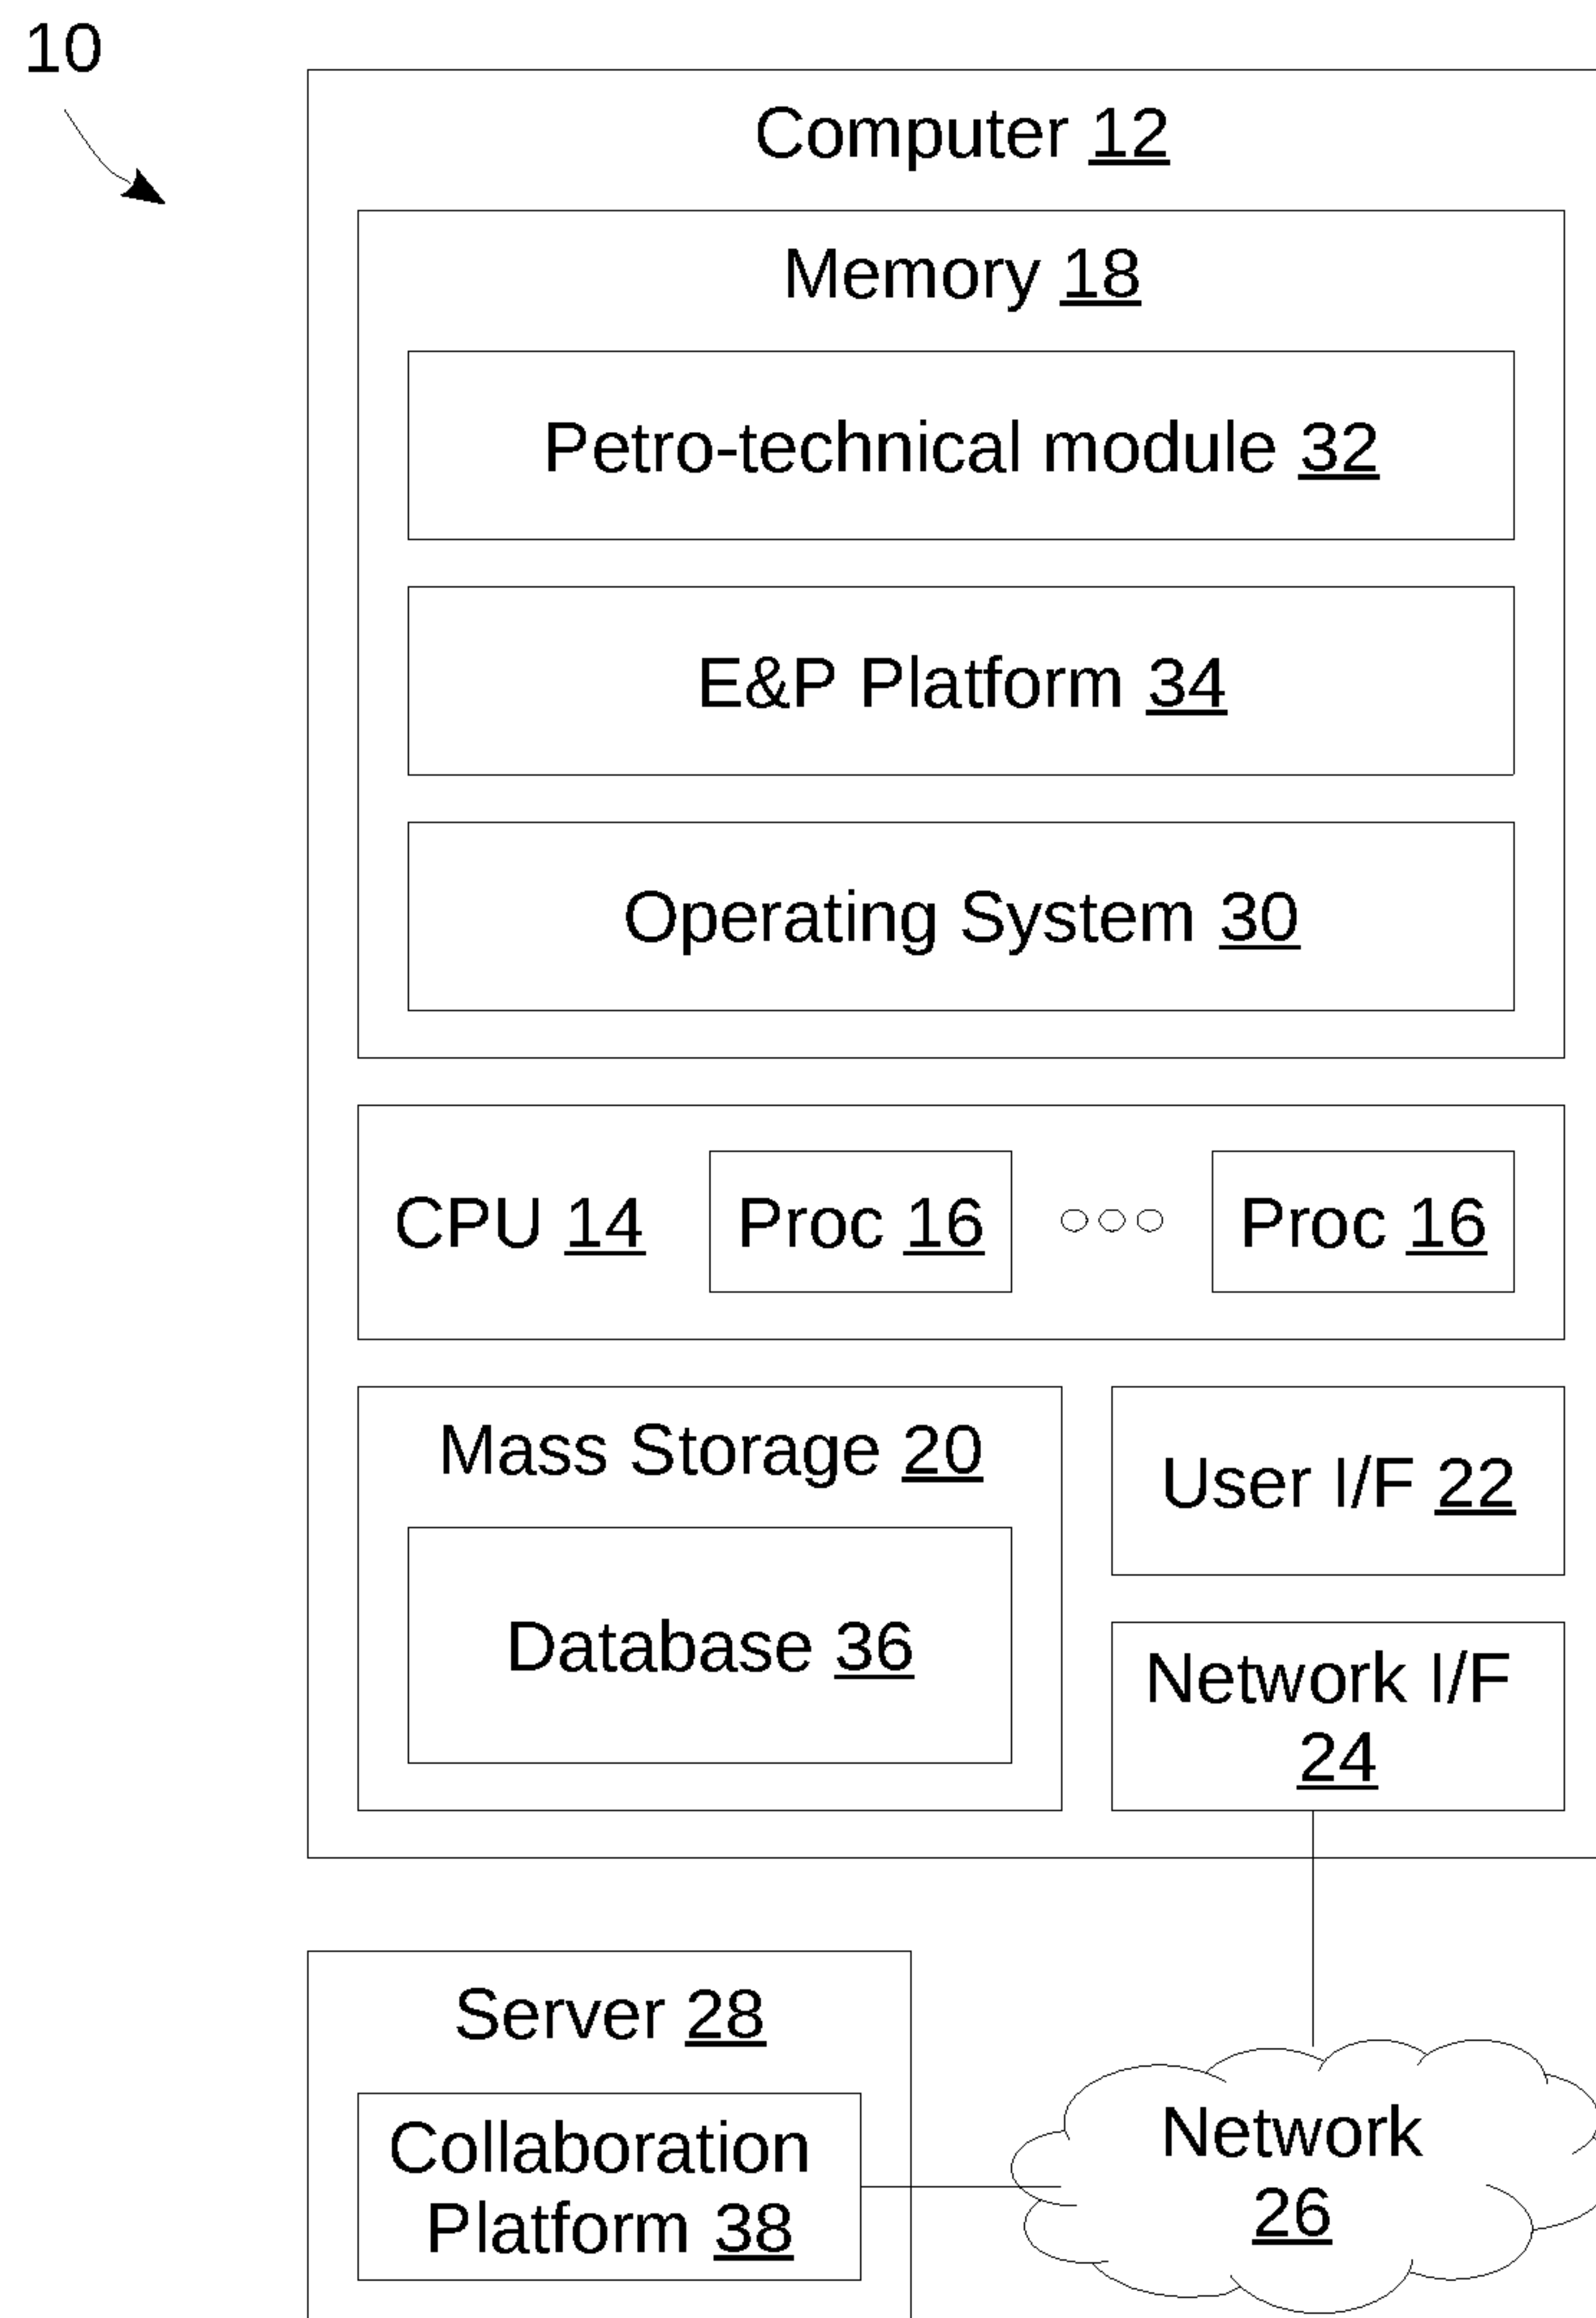 10
Computer 12
Memory 18
Petro-technical module 32
E&P Platform 34
Operating System 30
CPU 14 Proc 16 Proc 16
Mass Storage 20
User I/F 22
Database 36
Network I/F
24
Server 28
Collaboration
Platform 38
Network
26